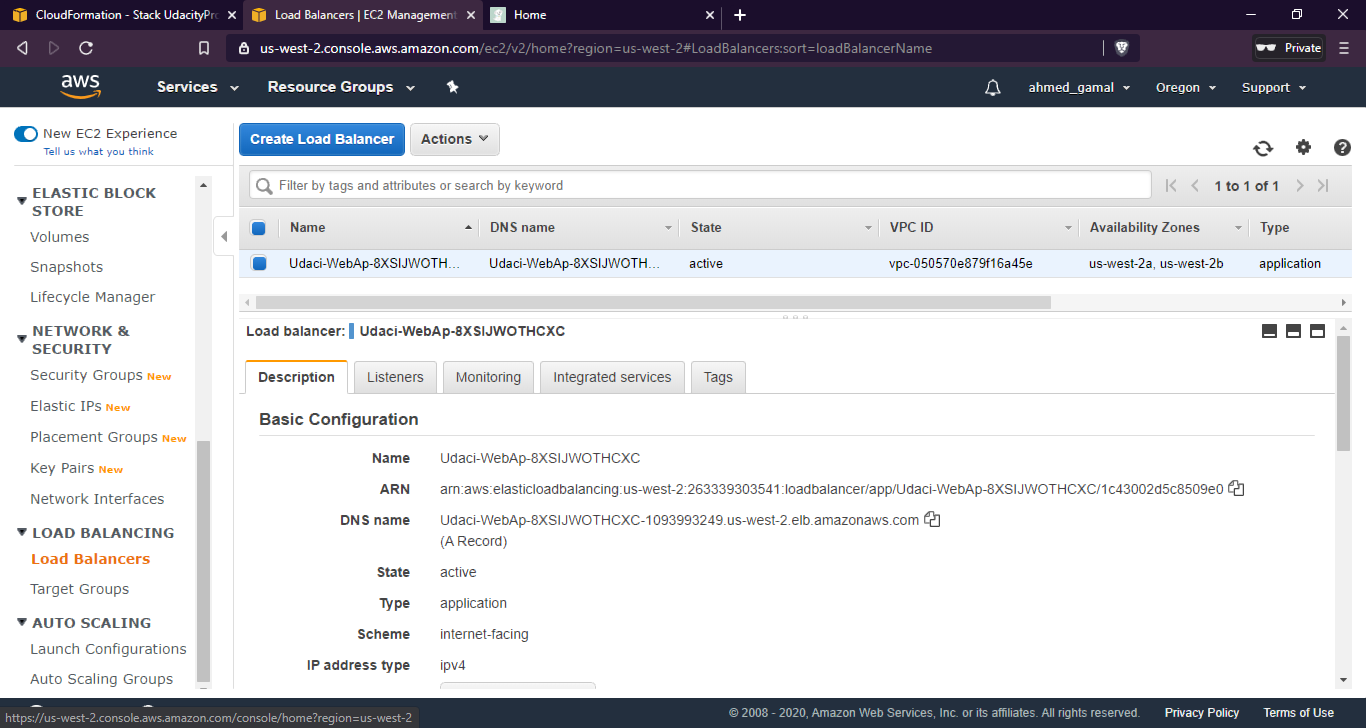 CloudFormation - Stack UdacityPro
Load Balancers | EC2 Management
Home
us-west-2.console.aws.amazon.com/ec2/v2/home?region=us-west-2#LoadBalancers:sort=loadBalancerName
Private
aws
Services
Resource Groups
ahmed_gamal
Oregon
Support
New EC2 Experience
Tell us what you think
ELASTIC BLOCK
STORE
Volumes
Snapshots
Lifecycle Manager
NETWORK &
SECURITY
Security Groups New
Elastic IPs New
Placement Groups New
Key Pairs New
Network Interfaces
LOAD BALANCING
Load Balancers
Target Groups
AUTO SCALING
Launch Configurations
Auto Scaling Groups
Create Load Balancer
Actions
Filter by tags and attributes or search by keyword
1 to 1 of 1
Name DNS name State VPC ID Availability Zones Type
Udaci-WebAp-8XSIJWOTH... Udaci-WebAp-8XSIJWOTH... active vpc-050570e879f16a45e us-west-2a, us-west-2b application
Load balancer: Udaci-WebAp-8XSIJWOTHCXC
Description Listeners Monitoring Integrated services Tags
Basic Configuration
Name Udaci-WebAp-8XSIJWOTHCXC
ARN arn:aws:elasticloadbalancing:us-west-2:263339303541:loadbalancer/app/Udaci-WebAp-8XSIJWOTHCXC/1c43002d5c8509e0
DNS name Udaci-WebAp-8XSIJWOTHCXC-1093993249.us-west-2.elb.amazonaws.com
(A Record)
State active
Type application
Scheme internet-facing
IP address type ipv4
https://us-west-2.console.aws.amazon.com/console/home?region=us-west-2
© 2008 - 2020, Amazon Web Services, Inc. or its affiliates. All rights reserved.
Privacy Policy
Terms of Use